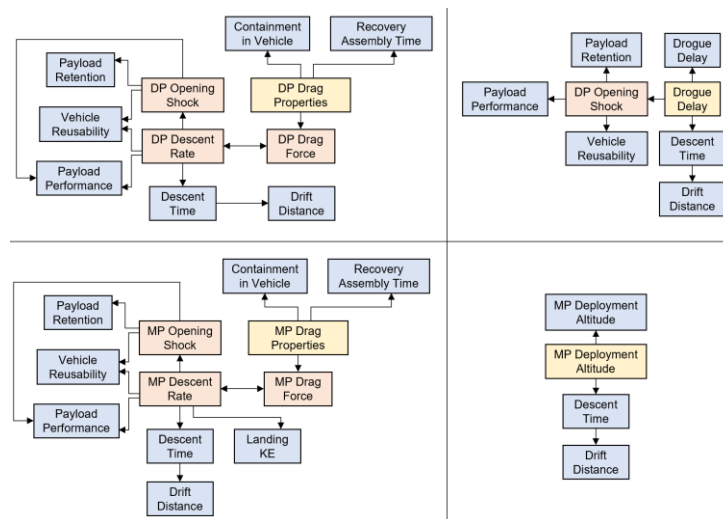 Containment
in Vehicle
Recovery
Assembly Time
Payload
Retention
DP Opening
Shock
DP Drag
Properties
Vehicle
Reusability
DP Descent
Rate
DP Drag
Force
Payload
Performance
Descent
Time
Drift
Distance
Payload
Retention
Drogue
Delay
Payload
Performance
DP Opening
Shock
Drogue
Delay
Vehicle
Reusability
Descent
Time
Drift
Distance
Containment
in Vehicle
Recovery
Assembly Time
Payload
Retention
MP Opening
Shock
MP Drag
Properties
Vehicle
Reusability
MP Descent
Rate
MP Drag
Force
Payload
Performance
Descent
Time
Landing
KE
Drift
Distance
MP Deployment
Altitude
MP Deployment
Altitude
Descent
Time
Drift
Distance